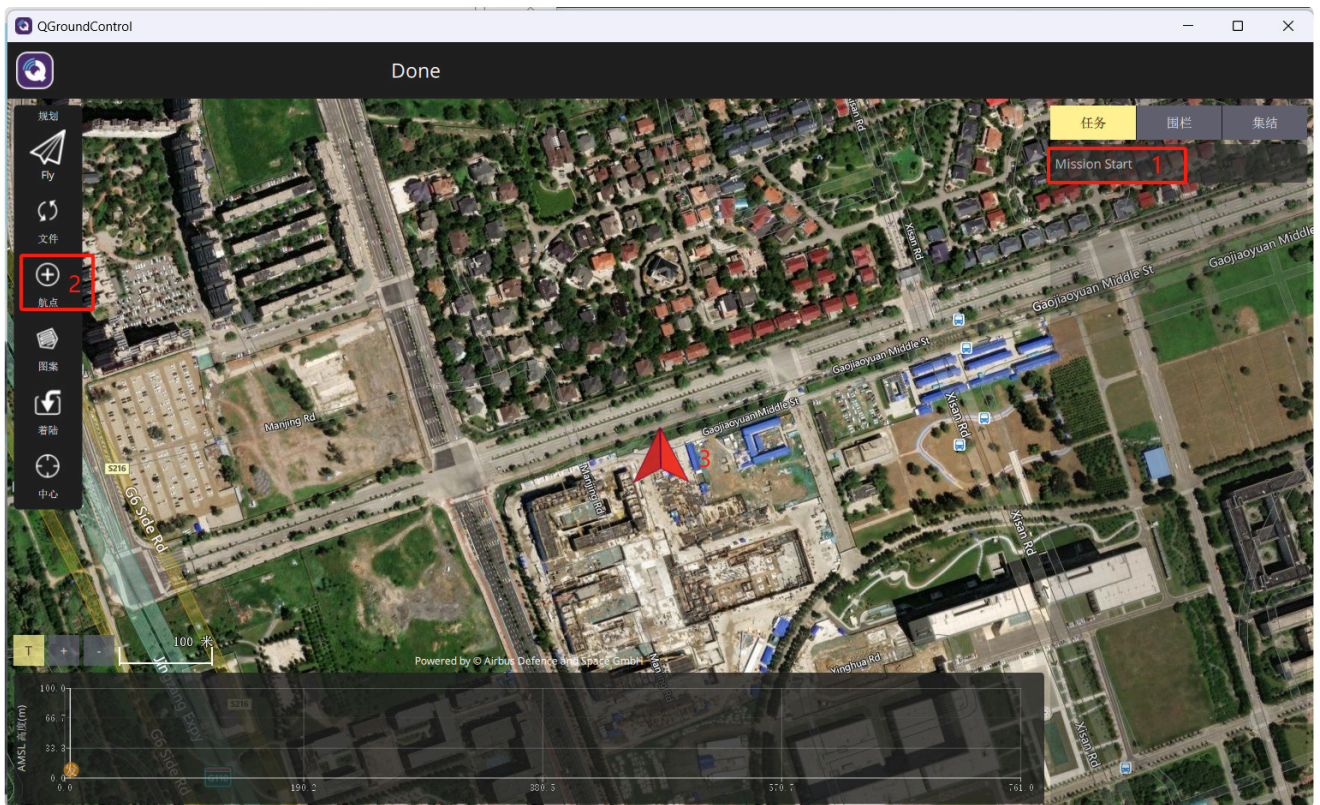 QGroundControl
Done
规划
Fly
文件
航点
2
图案
着陆
中心
任务
围栏
集结
Mission Start
1
Xisan Rd
Gaojiaoyuan Middle
Gaojiaoyuan Middle St
Gaojiaoyuan Middle St
Gaojiaoyuan Middle St
Xisan Rd
Manjing Rd
3
S216
G6 Side Rd
Manjing Rd
Xisan Rd
T
+
-
100 米
Powered by © Airbus Defence and Space GmbH
Yinghua Rd
Xisan Rd
AMSL 高度(m)
100.0
66.7
33.3
0.0
发
S216
G6 Side Rd
G110
0.0
190.2
380.5
570.7
761.0